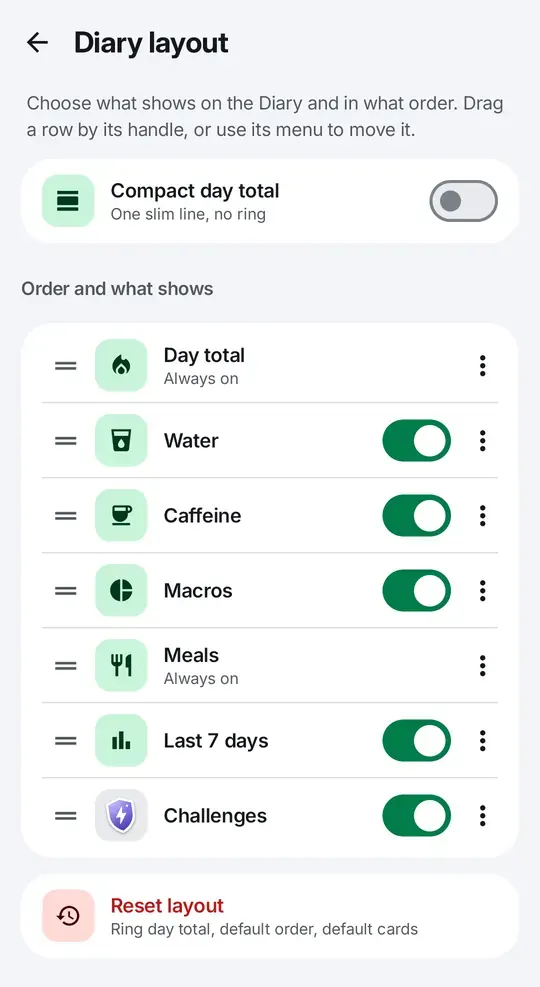 Diary layout
Choose what shows on the Diary and in what order. Drag
a row by its handle, or use its menu to move it.
Compact day total
One slim line, no ring
Order and what shows
Day total
Always on
Water
Caffeine
Macros
Meals
Always on
Last 7 days
Challenges
Reset layout
Ring day total, default order, default cards